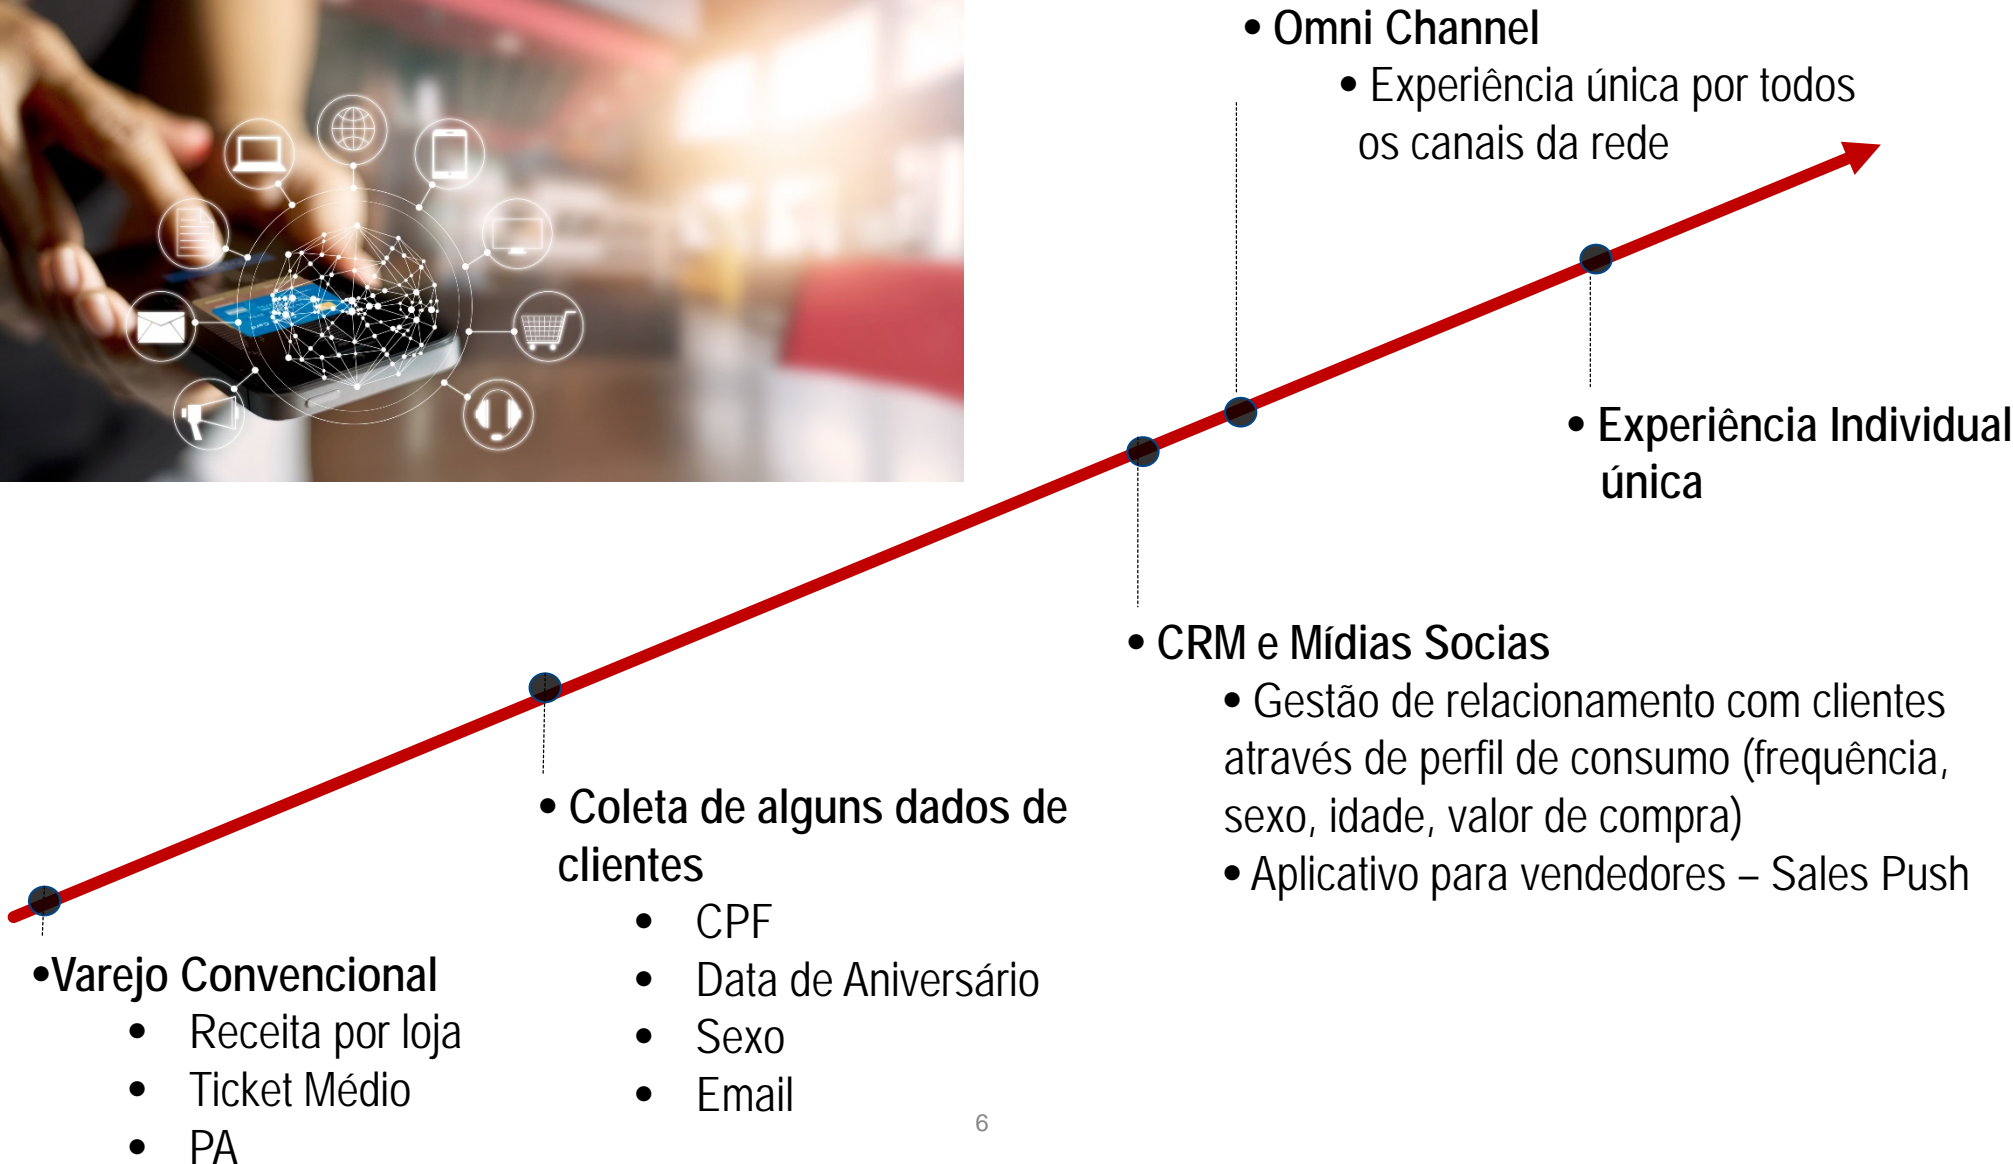 • Omni Channel
• Experiência única por todos
os canais da rede
• Experiência Individual
única
• CRM e Mídias Socias
• Gestão de relacionamento com clientes
através de perfil de consumo (frequência,
sexo, idade, valor de compra)
• Aplicativo para vendedores – Sales Push
• Coleta de alguns dados de
clientes
• CPF
• Data de Aniversário
• Sexo
• Email
•Varejo Convencional
• Receita por loja
• Ticket Médio
• PA
6